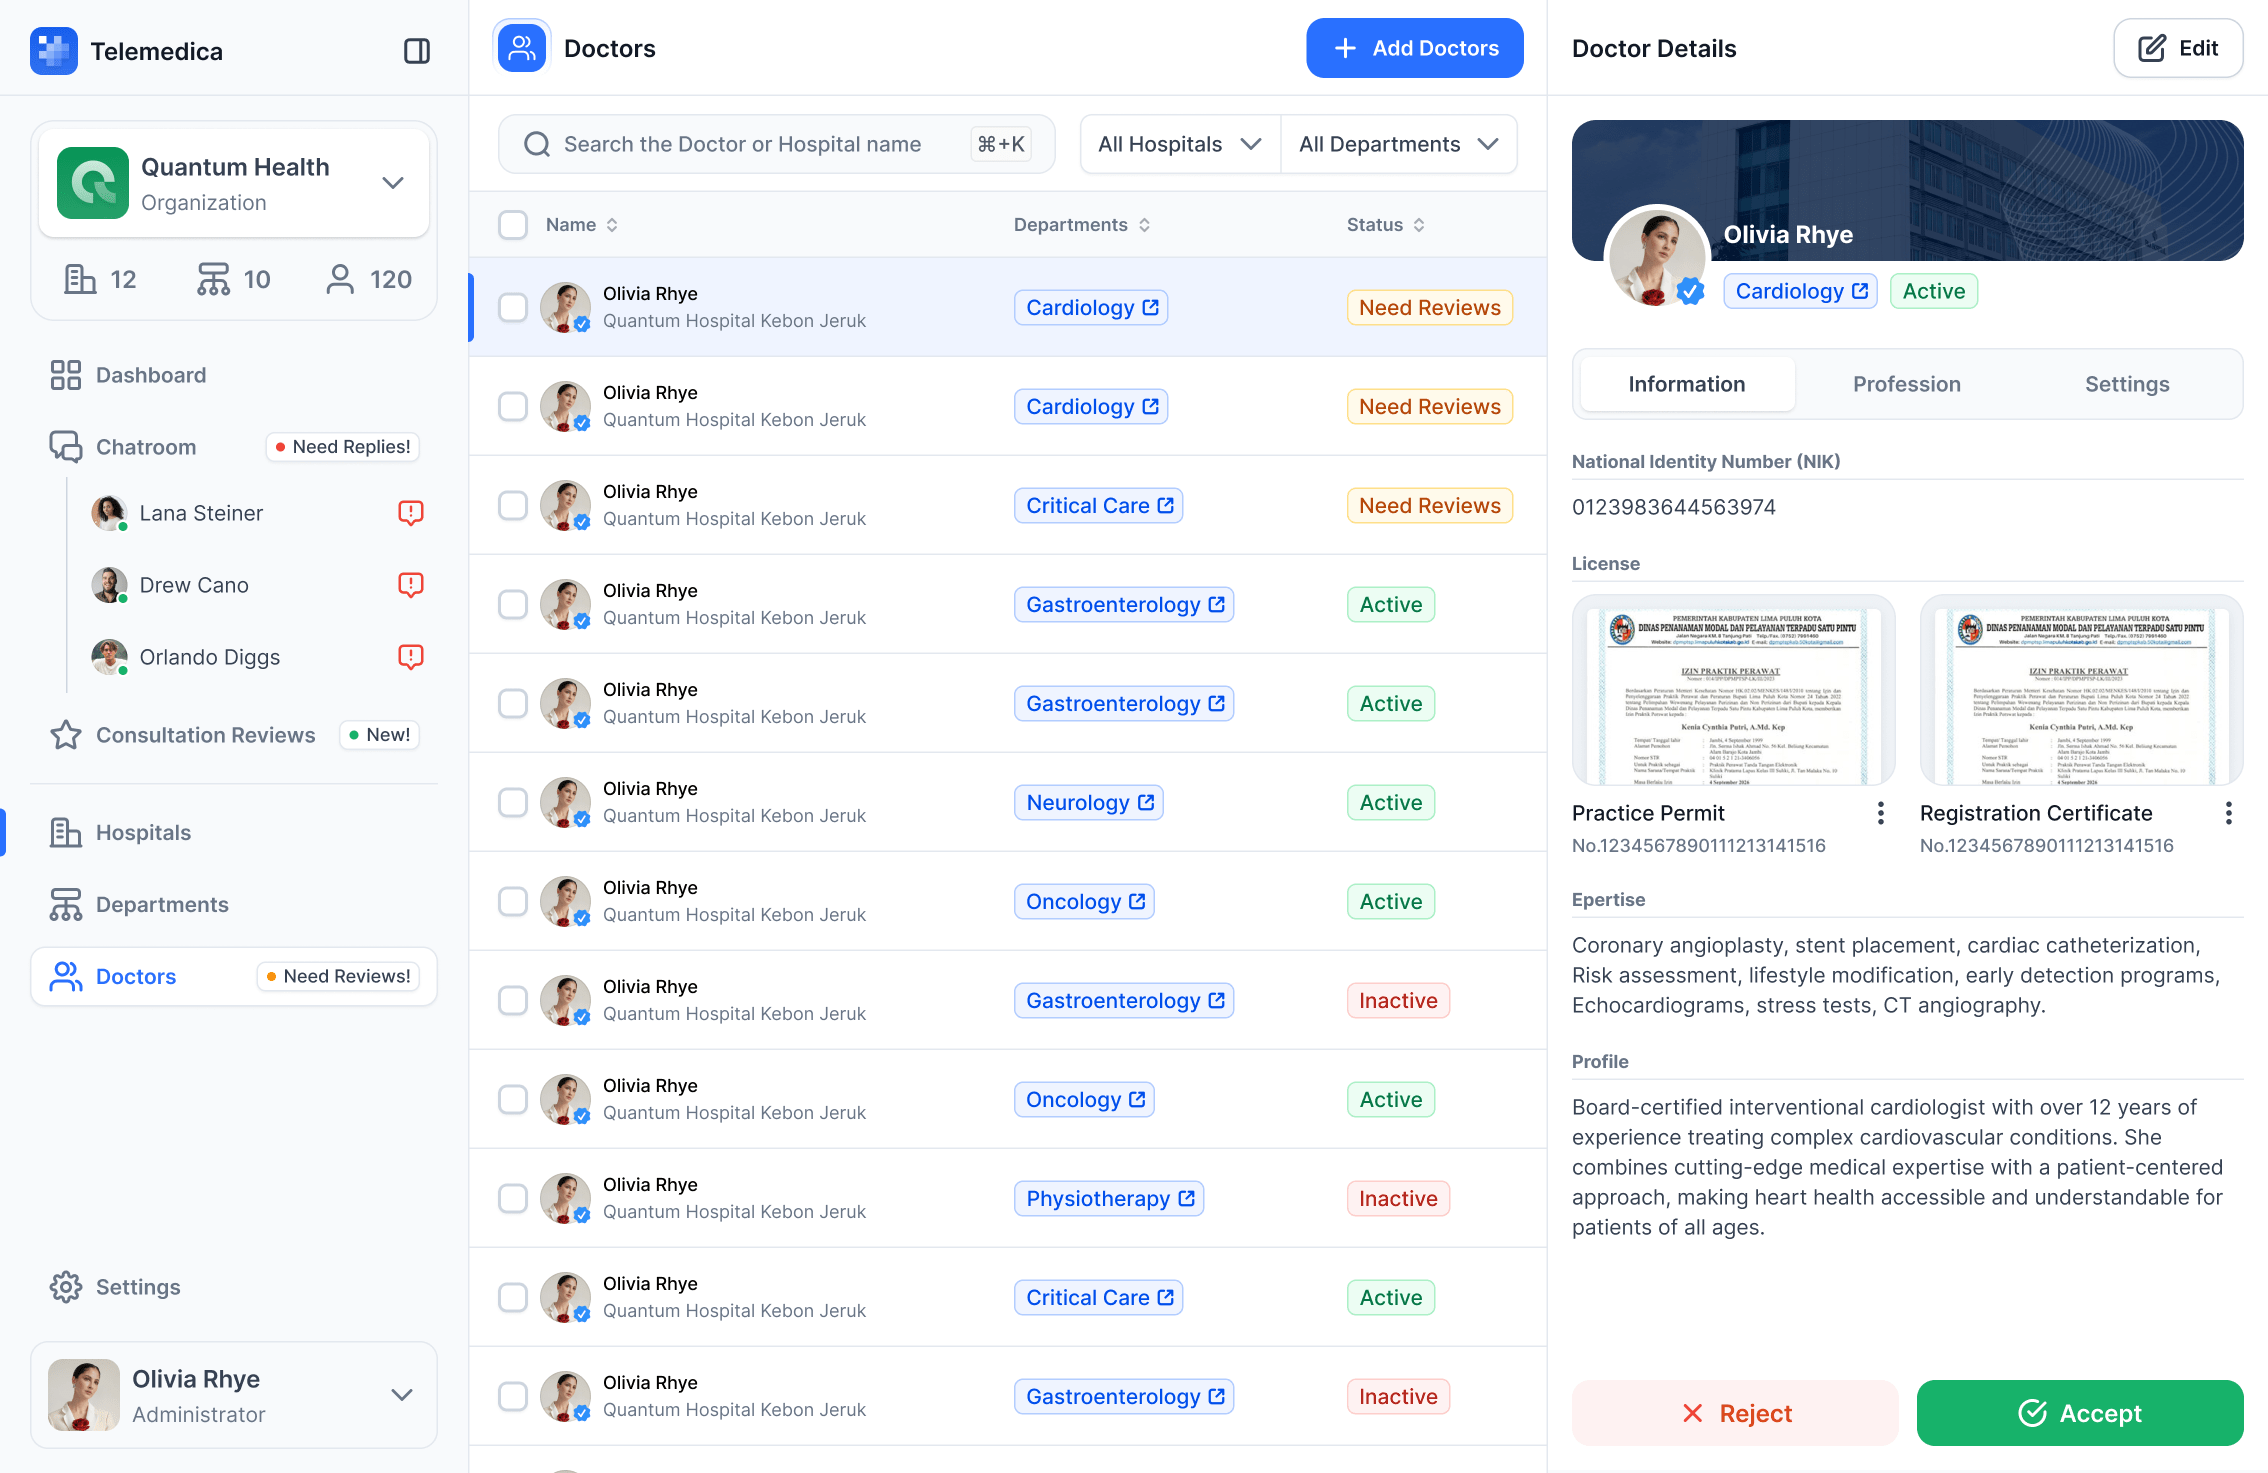 Telemedica
Quantum Health
Organization
12
10
120
Dashboard
Chatroom
Need Replies!
Lana Steiner
Drew Cano
Orlando Diggs
Consultation Reviews
New!
Hospitals
Departments
Doctors
Need Reviews!
Settings
Olivia Rhye
Administrator
Doctors
Add Doctors
Search the Doctor or Hospital name
⌘+K
All Hospitals
All Departments
Name
Departments
Status
Olivia Rhye
Quantum Hospital Kebon Jeruk
Cardiology
Need Reviews
Olivia Rhye
Quantum Hospital Kebon Jeruk
Cardiology
Need Reviews
Olivia Rhye
Quantum Hospital Kebon Jeruk
Critical Care
Need Reviews
Olivia Rhye
Quantum Hospital Kebon Jeruk
Gastroenterology
Active
Olivia Rhye
Quantum Hospital Kebon Jeruk
Gastroenterology
Active
Olivia Rhye
Quantum Hospital Kebon Jeruk
Neurology
Active
Olivia Rhye
Quantum Hospital Kebon Jeruk
Oncology
Active
Olivia Rhye
Quantum Hospital Kebon Jeruk
Gastroenterology
Inactive
Olivia Rhye
Quantum Hospital Kebon Jeruk
Oncology
Active
Olivia Rhye
Quantum Hospital Kebon Jeruk
Physiotherapy
Inactive
Olivia Rhye
Quantum Hospital Kebon Jeruk
Critical Care
Active
Olivia Rhye
Quantum Hospital Kebon Jeruk
Gastroenterology
Inactive
Doctor Details
Edit
Olivia Rhye
Cardiology
Active
Information
Profession
Settings
National Identity Number (NIK)
0123983644563974
License
PEMERINTAH KABUPATEN LIMA PULUH KOTA
DINAS PENANAMAN MODAL DAN PELAYANAN TERPADU SATU PINTU
IZIN PRAKTIK PERAWAT
Kenia Cynthia Putri, A.Md. Kep
PEMERINTAH KABUPATEN LIMA PULUH KOTA
DINAS PENANAMAN MODAL DAN PELAYANAN TERPADU SATU PINTU
IZIN PRAKTIK PERAWAT
Kenia Cynthia Putri, A.Md. Kep
Practice Permit
No.1234567890111213141516
Registration Certificate
No.1234567890111213141516
Epertise
Coronary angioplasty, stent placement, cardiac catheterization,
Risk assessment, lifestyle modification, early detection programs,
Echocardiograms, stress tests, CT angiography.
Profile
Board-certified interventional cardiologist with over 12 years of
experience treating complex cardiovascular conditions. She
combines cutting-edge medical expertise with a patient-centered
approach, making heart health accessible and understandable for
patients of all ages.
Reject
Accept